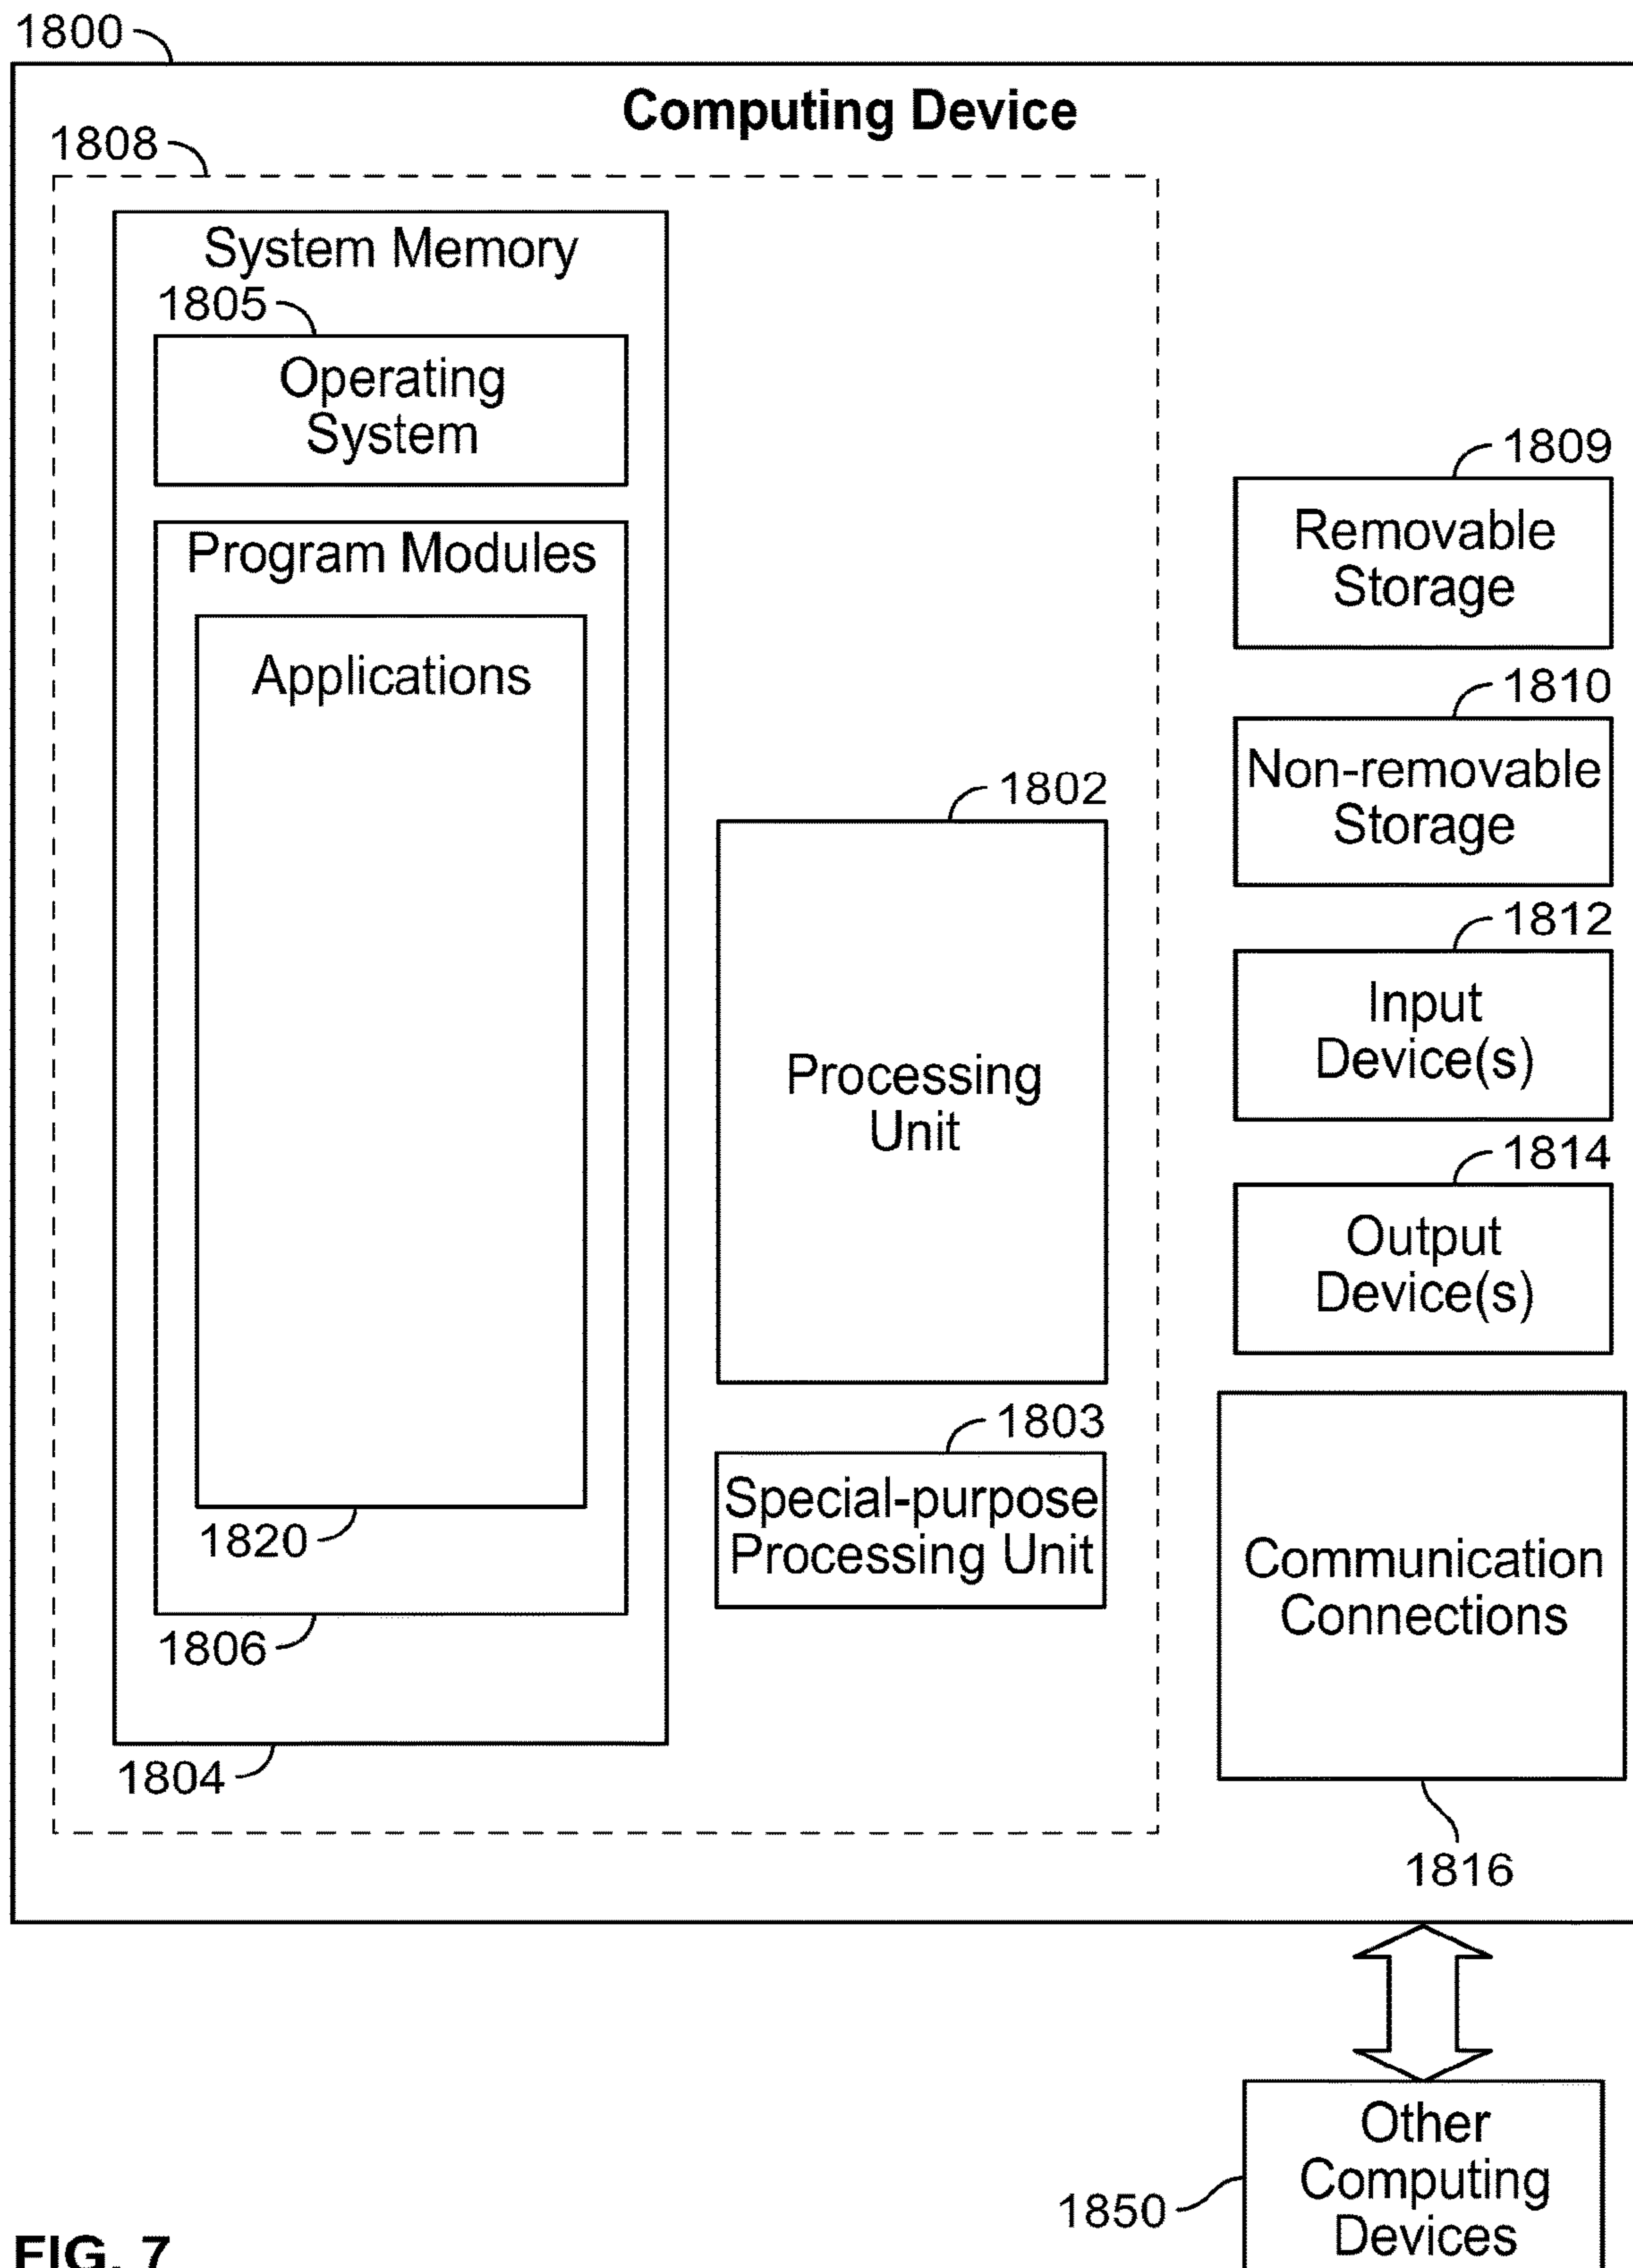 1800
Computing Device
1808
System Memory
1805
Operating
System
Program Modules
Applications
1820
1806
1804
1802
Processing
Unit
1803
Special-purpose
Processing Unit
1809
Removable
Storage
1810
Non-removable
Storage
1812
Input
Device(s)
1814
Output
Device(s)
Communication
Connections
1816
Other
Computing
Devices
1850
FIG. 7